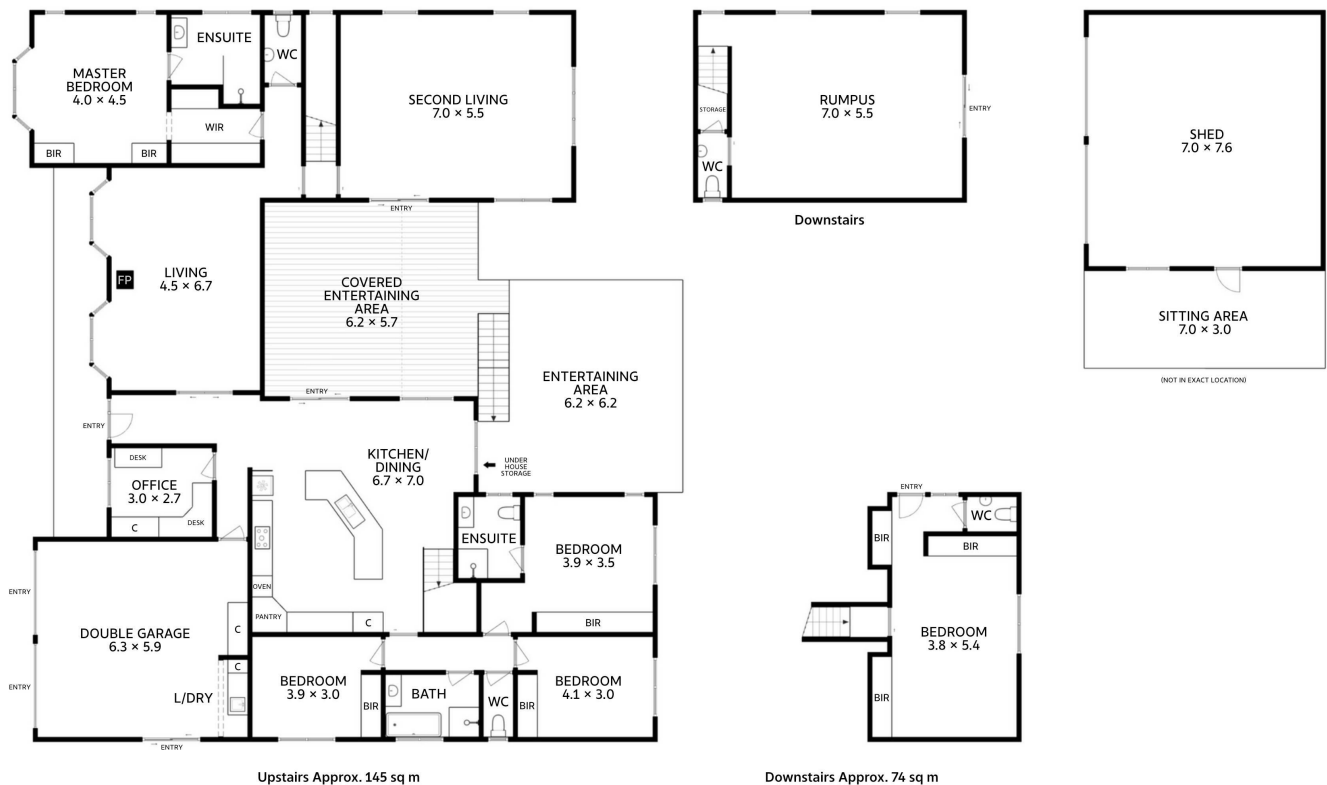 ENSUITE
WC
MASTER
BEDROOM
4.0 × 4.5
WIR
BIR
BIR
SECOND LIVING
7.0 × 5.5
ENTRY
STORAGE
WC
RUMPUS
7.0 × 5.5
ENTRY
Downstairs
SHED
7.0 × 7.6
SITTING AREA
7.0 × 3.0
(NOT IN EXACT LOCATION)
FP
LIVING
4.5 × 6.7
COVERED
ENTERTAINING
AREA
6.2 × 5.7
ENTRY
ENTERTAINING
AREA
6.2 × 6.2
ENTRY
KITCHEN/
DINING
6.7 × 7.0
UNDER
HOUSE
STORAGE
DESK
OFFICE
3.0 × 2.7
C
DESK
OVEN
PANTRY
C
ENSUITE
BEDROOM
3.9 × 3.5
BIR
ENTRY
DOUBLE GARAGE
6.3 × 5.9
ENTRY
C
C
L/DRY
ENTRY
BEDROOM
3.9 × 3.0
BIR
BATH
WC
BIR
BEDROOM
4.1 × 3.0
ENTRY
WC
BIR
BIR
BEDROOM
3.8 × 5.4
BIR
Upstairs Approx. 145 sq m
Downstairs Approx. 74 sq m